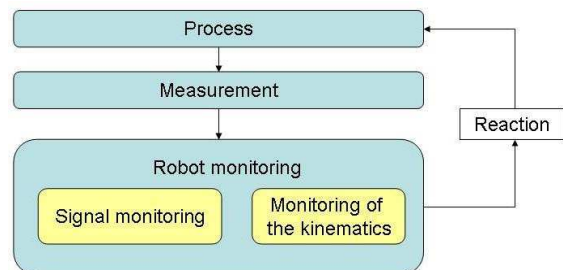 Process
Measurement
Reaction
Robot monitoring
Signal monitoring
Monitoring of
the kinematics